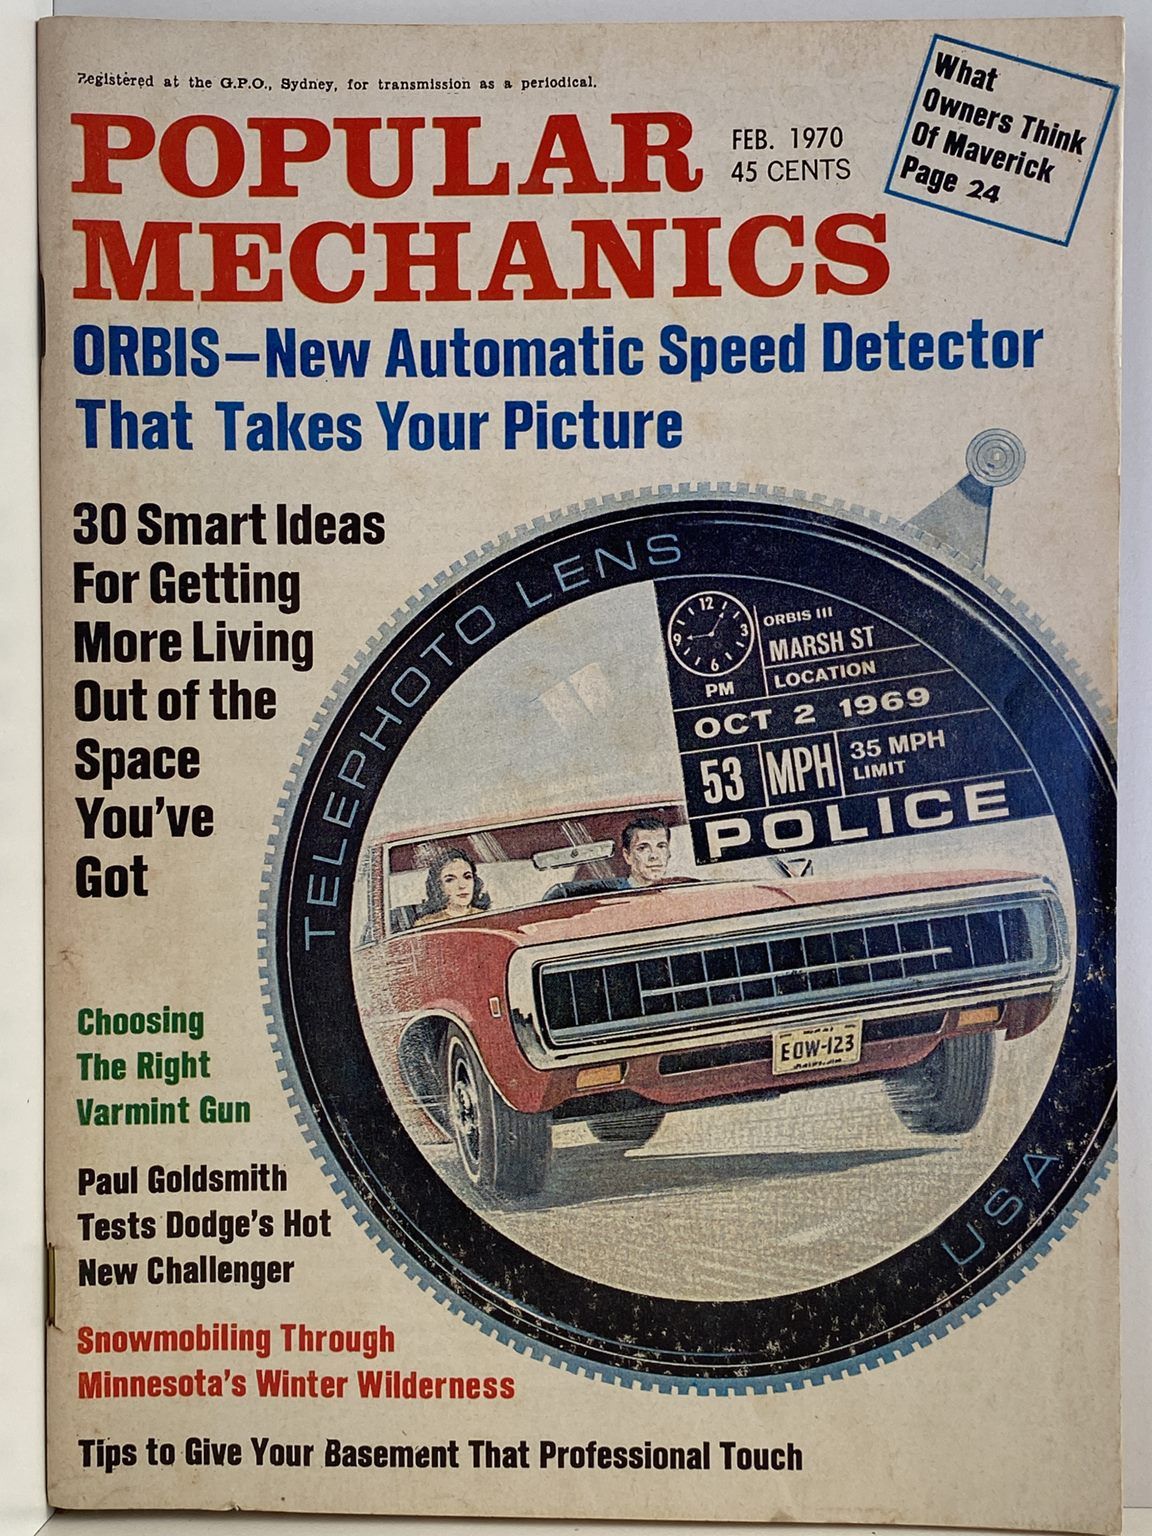 Registered at the G.P.O., Sydney, for transmission as a periodical.
POPULAR
MECHANICS
FEB. 1970
45 CENTS
What
Owners Think
Of Maverick
Page 24
ORBIS—New Automatic Speed Detector
That Takes Your Picture
30 Smart Ideas
For Getting
More Living
Out of the
Space
You've
Got
TELEPHOTO LENS
12
3
6
9
PM
ORBIS III
MARSH ST
LOCATION
OCT 2 1969
53 MPH
35 MPH
LIMIT
POLICE
EOW-123
USA
Choosing
The Right
Varmint Gun
Paul Goldsmith
Tests Dodge's Hot
New Challenger
Snowmobiling Through
Minnesota's Winter Wilderness
Tips to Give Your Basement That Professional Touch